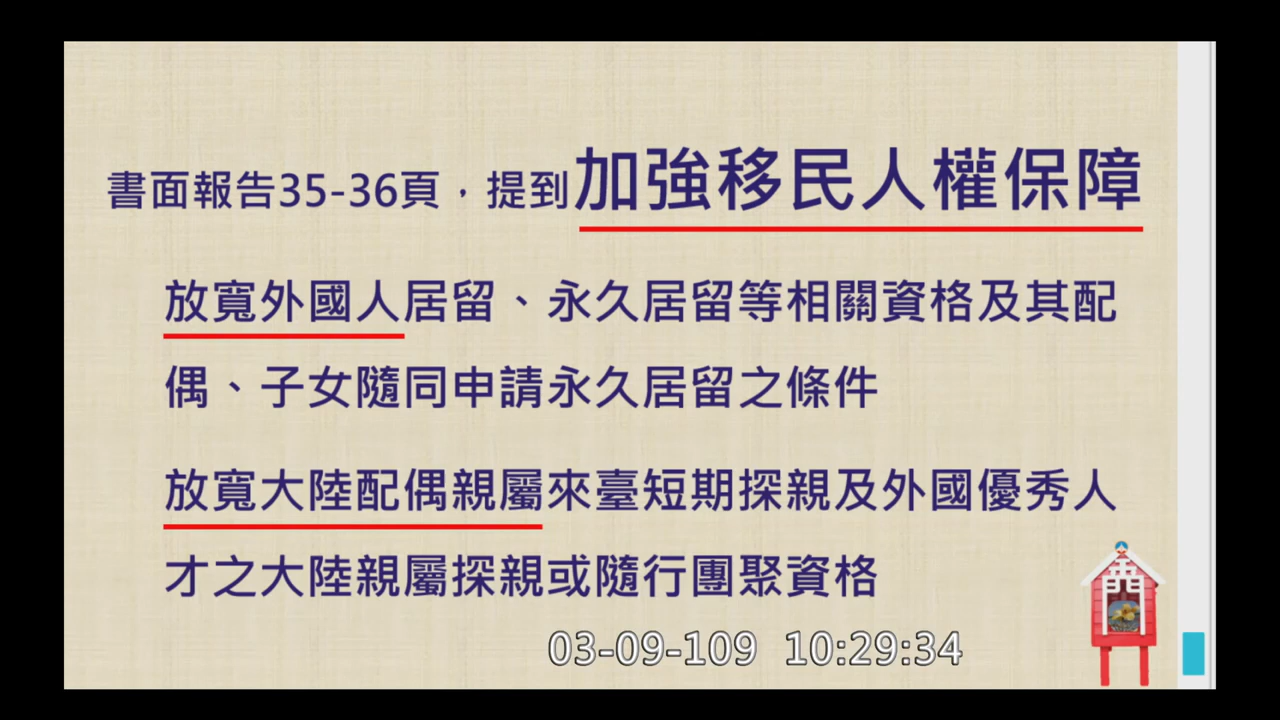 書面報告35-36頁，提到加強移民人權保障
放寬外國人居留、永久居留等相關資格及其配
偶、子女隨同申請永久居留之條件
放寬大陸配偶親屬來臺短期探親及外國優秀人
才之大陸親屬探親或隨行團聚資格
03-09-109 10:29:34